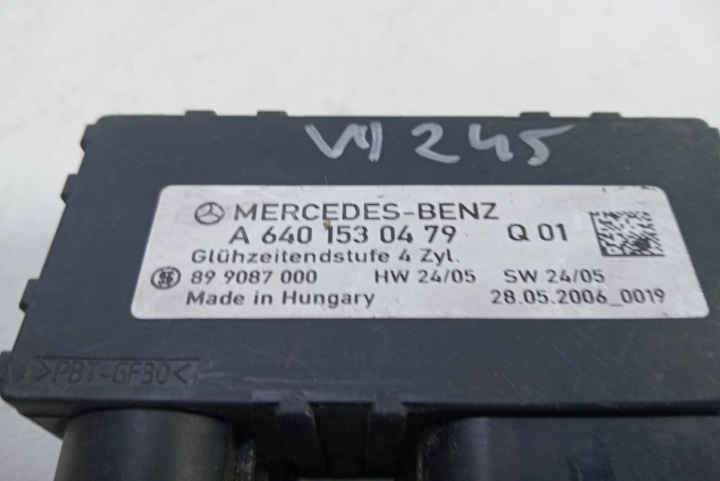 W 245
MERCEDES-BENZ
A 640 153 04 79 Q 01
Glühzeitendstufe 4 Zyl.
89 9087 000 HW 24/05 SW 24/05
Made in Hungary 28.05.2006_0019
>PBT-GF30<